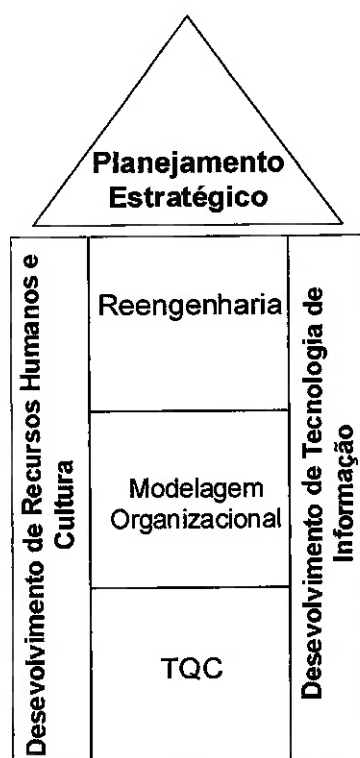 Planejamento
Estratégico
Desevolvimento de Recursos Humanos e
Cultura
Reengenharia
Modelagem
Organizacional
TQC
Desevolvimento de Tecnologia de
Informação